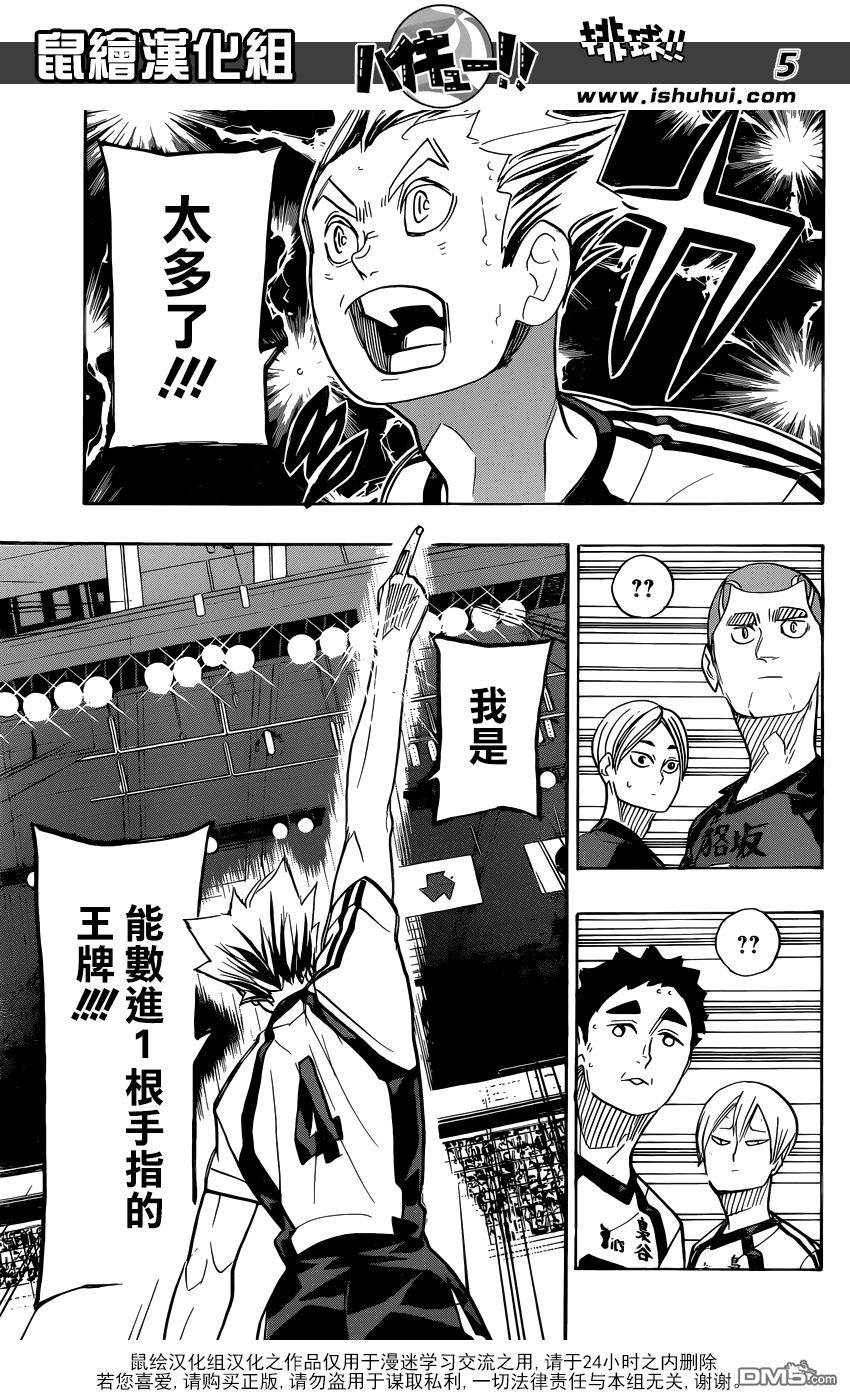 鼠繪漢化組
ハイキュー!!
排球!!
5
www.ishuhui.com
太
多
了
!!!
??
我
是
能數進1根手指的
王牌!!!!
4
??
梟谷
鼠绘汉化组汉化之作品仅用于漫迷学习交流之用,请于24小时之内删除
若您喜爱,请购买正版,请勿用于谋取私利,一切法律责任与本组无关,谢谢。
DM5.com